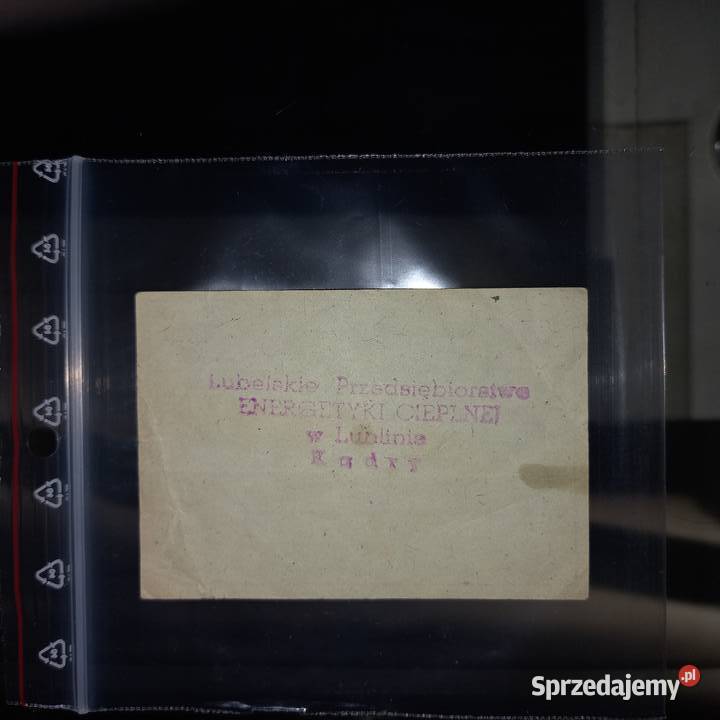 Lubelskie Przedsiębiorstwo
ENERGETYKI CIEPLNEJ
w Lublinie
Kadry
Sprzedajemy.pl